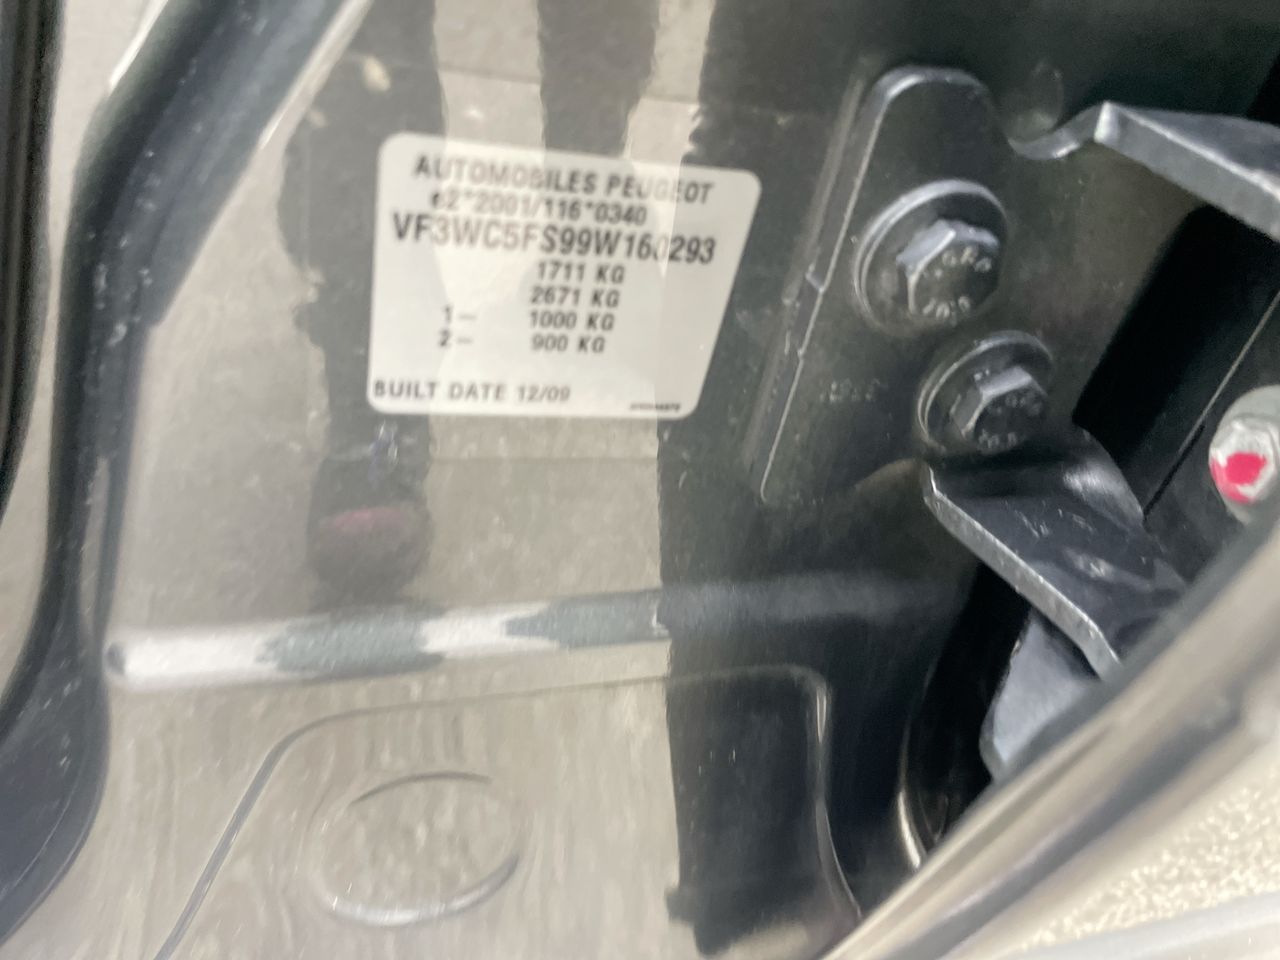 AUTOMOBILES PEUGEOT
e2*2001/116*0340
VF3WC5FS99W160293
1711 KG
2671 KG
1– 1000 KG
2– 900 KG
BUILT DATE 12/09